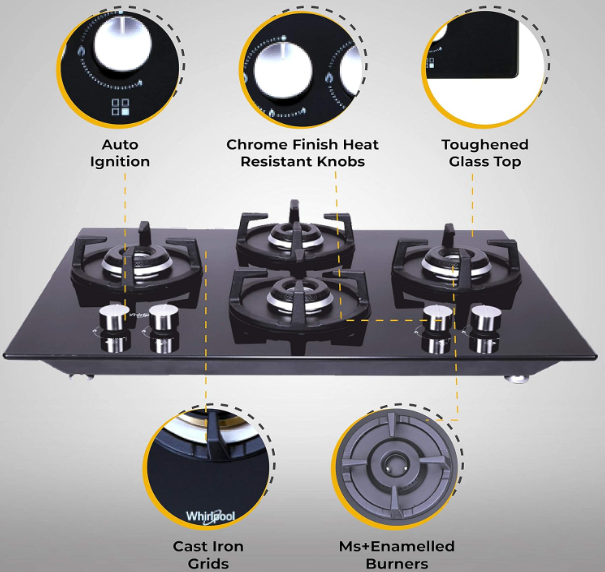 Auto
Ignition
Chrome Finish Heat
Resistant Knobs
Toughened
Glass Top
Whirlpool
Cast Iron
Grids
Ms+Enamelled
Burners